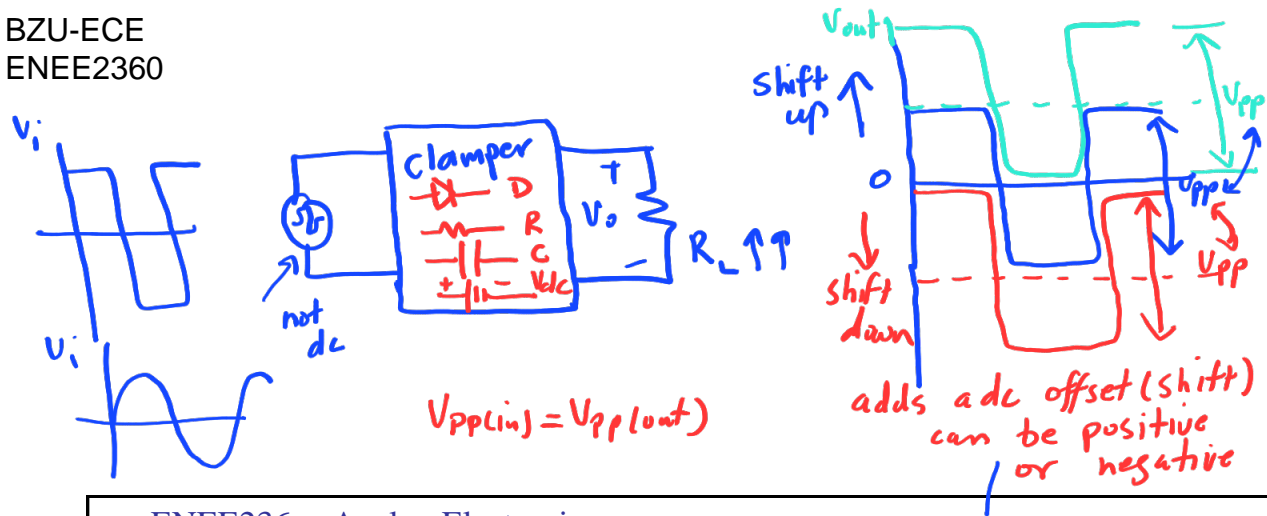 BZU-ECE
ENEE2360
Vi
Vi
not
dc
clamper
D
R
C
+ - Vdc
+
Vo
-
RL ↑↑
Vpp(in) = Vpp(out)
Vout
shift
up
0
shift
down
Vpp
Vpp
Vpp
adds a dc offset (shift)
can be positive
or negative